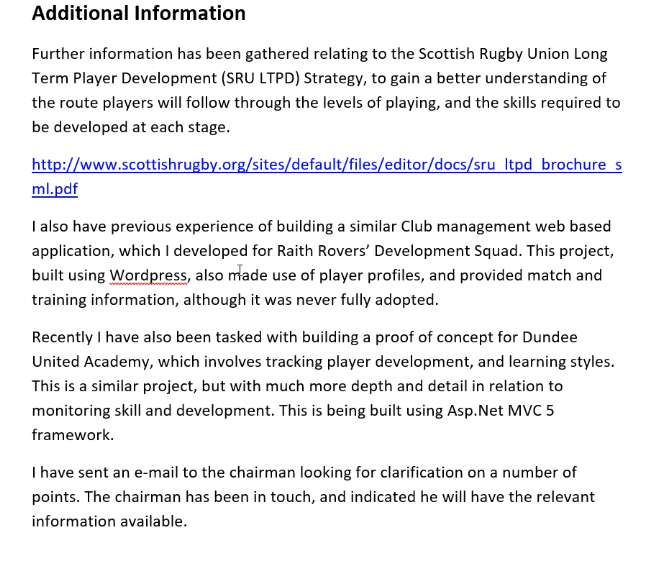 Additional Information
Further information has been gathered relating to the Scottish Rugby Union Long
Term Player Development (SRU LTPD) Strategy, to gain a better understanding of
the route players will follow through the levels of playing, and the skills required to
be developed at each stage.
http://www.scottishrugby.org/sites/default/files/editor/docs/sru_ltpd_brochure_s
ml.pdf
I also have previous experience of building a similar Club management web based
application, which I developed for Raith Rovers’ Development Squad. This project,
built using Wordpress, also made use of player profiles, and provided match and
training information, although it was never fully adopted.
Recently I have also been tasked with building a proof of concept for Dundee
United Academy, which involves tracking player development, and learning styles.
This is a similar project, but with much more depth and detail in relation to
monitoring skill and development. This is being built using Asp.Net MVC 5
framework.
I have sent an e-mail to the chairman looking for clarification on a number of
points. The chairman has been in touch, and indicated he will have the relevant
information available.